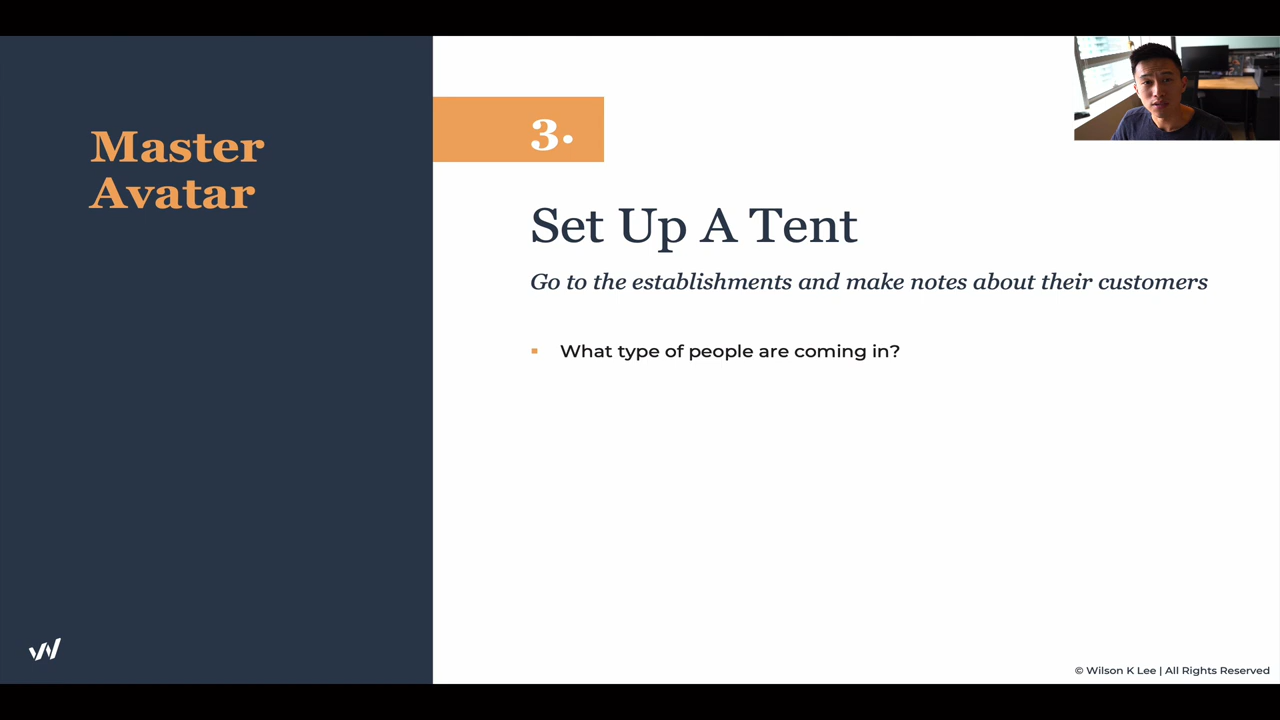 Master
Avatar
3.
Set Up A Tent
Go to the establishments and make notes about their customers
▪ What type of people are coming in?
© Wilson K Lee | All Rights Reserved